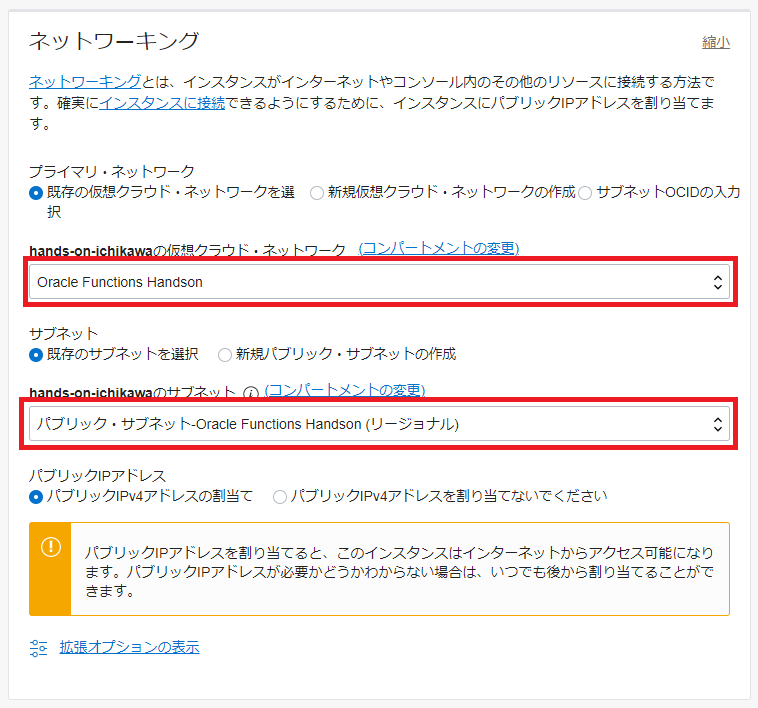 ネットワーキング
縮小
ネットワーキングとは、インスタンスがインターネットやコンソール内のその他のリソースに接続する方法で
す。確実にインスタンスに接続できるようにするために、インスタンスにパブリックIPアドレスを割り当てま
す。
プライマリ・ネットワーク
既存の仮想クラウド・ネットワークを選 新規仮想クラウド・ネットワークの作成 サブネットOCIDの入力
択
hands-on-ichikawaの仮想クラウド・ネットワーク (コンパートメントの変更)
Oracle Functions Handson
サブネット
既存のサブネットを選択 新規パブリック・サブネットの作成
hands-on-ichikawaのサブネット (コンパートメントの変更)
パブリック・サブネット-Oracle Functions Handson (リージョナル)
パブリックIPアドレス
パブリックIPv4アドレスの割当て パブリックIPv4アドレスを割り当てないでください
パブリックIPアドレスを割り当てると、このインスタンスはインターネットからアクセス可能になり
ます。パブリックIPアドレスが必要かどうかわからない場合は、いつでも後から割り当てることがで
きます。
拡張オプションの表示